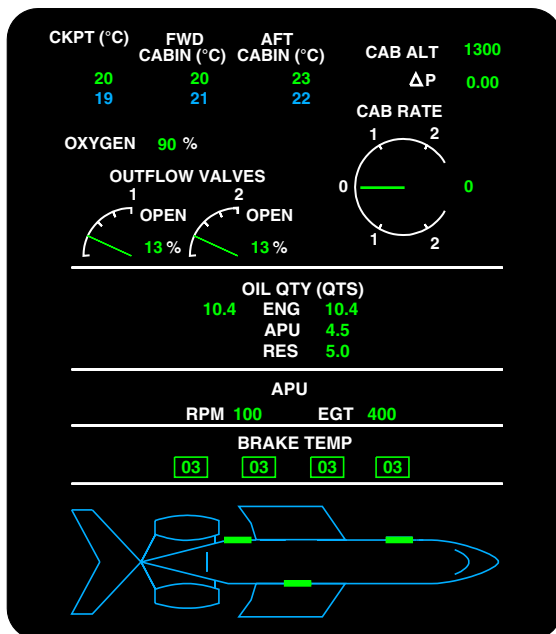 CKPT (°C) FWD CABIN (°C) AFT CABIN (°C)
20 20 23
19 21 22
CAB ALT 1300
ΔP 0.00
CAB RATE
1 2
0 0
1 2
OXYGEN 90 %
OUTFLOW VALVES
1 2
OPEN OPEN
13 % 13 %
OIL QTY (QTS)
10.4 ENG 10.4
APU 4.5
RES 5.0
APU
RPM 100 EGT 400
BRAKE TEMP
03 03 03 03